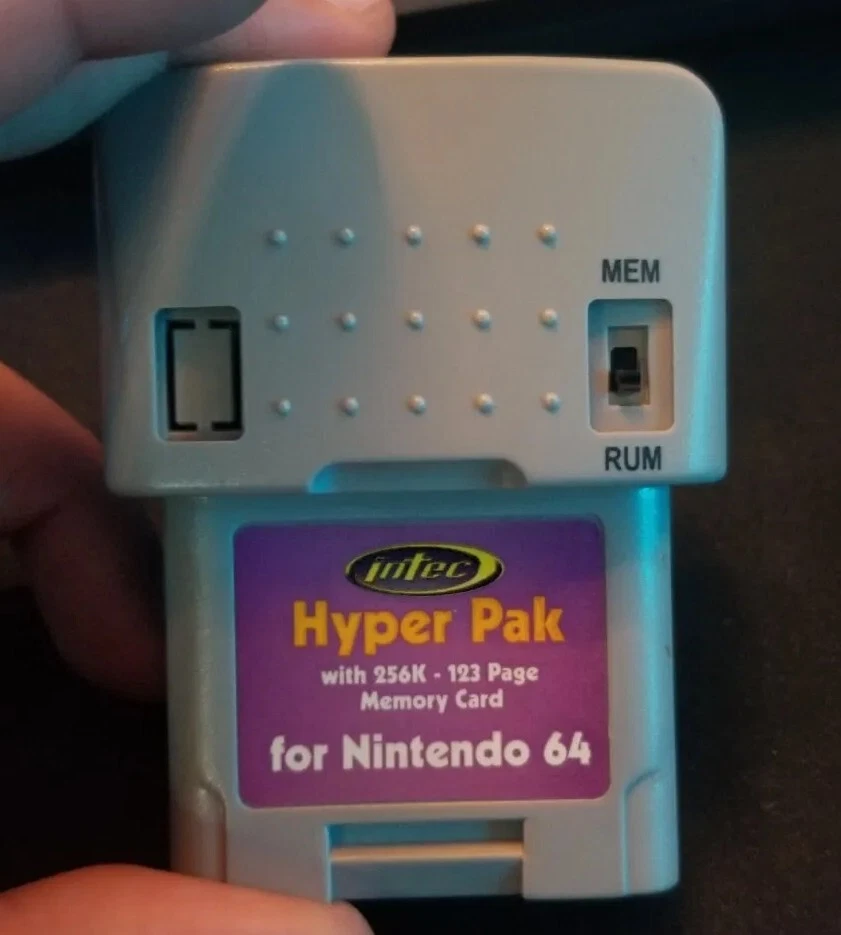 MEM
RUM
intec
Hyper Pak
with 256K - 123 Page
Memory Card
for Nintendo 64